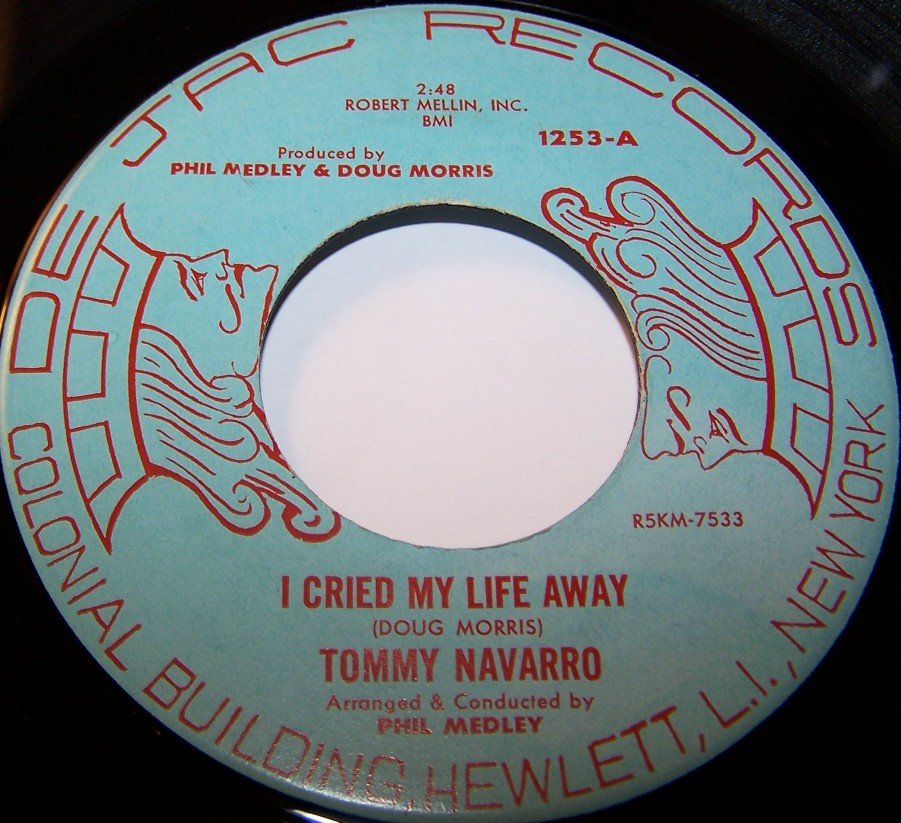 DE JAC RECORDS
2:48
ROBERT MELLIN, INC.
BMI
1253-A
Produced by
PHIL MEDLEY & DOUG MORRIS
R5KM-7533
I CRIED MY LIFE AWAY
(DOUG MORRIS)
TOMMY NAVARRO
Arranged & Conducted by
PHIL MEDLEY
COLONIAL BUILDING, HEWLETT, L.I., NEW YORK